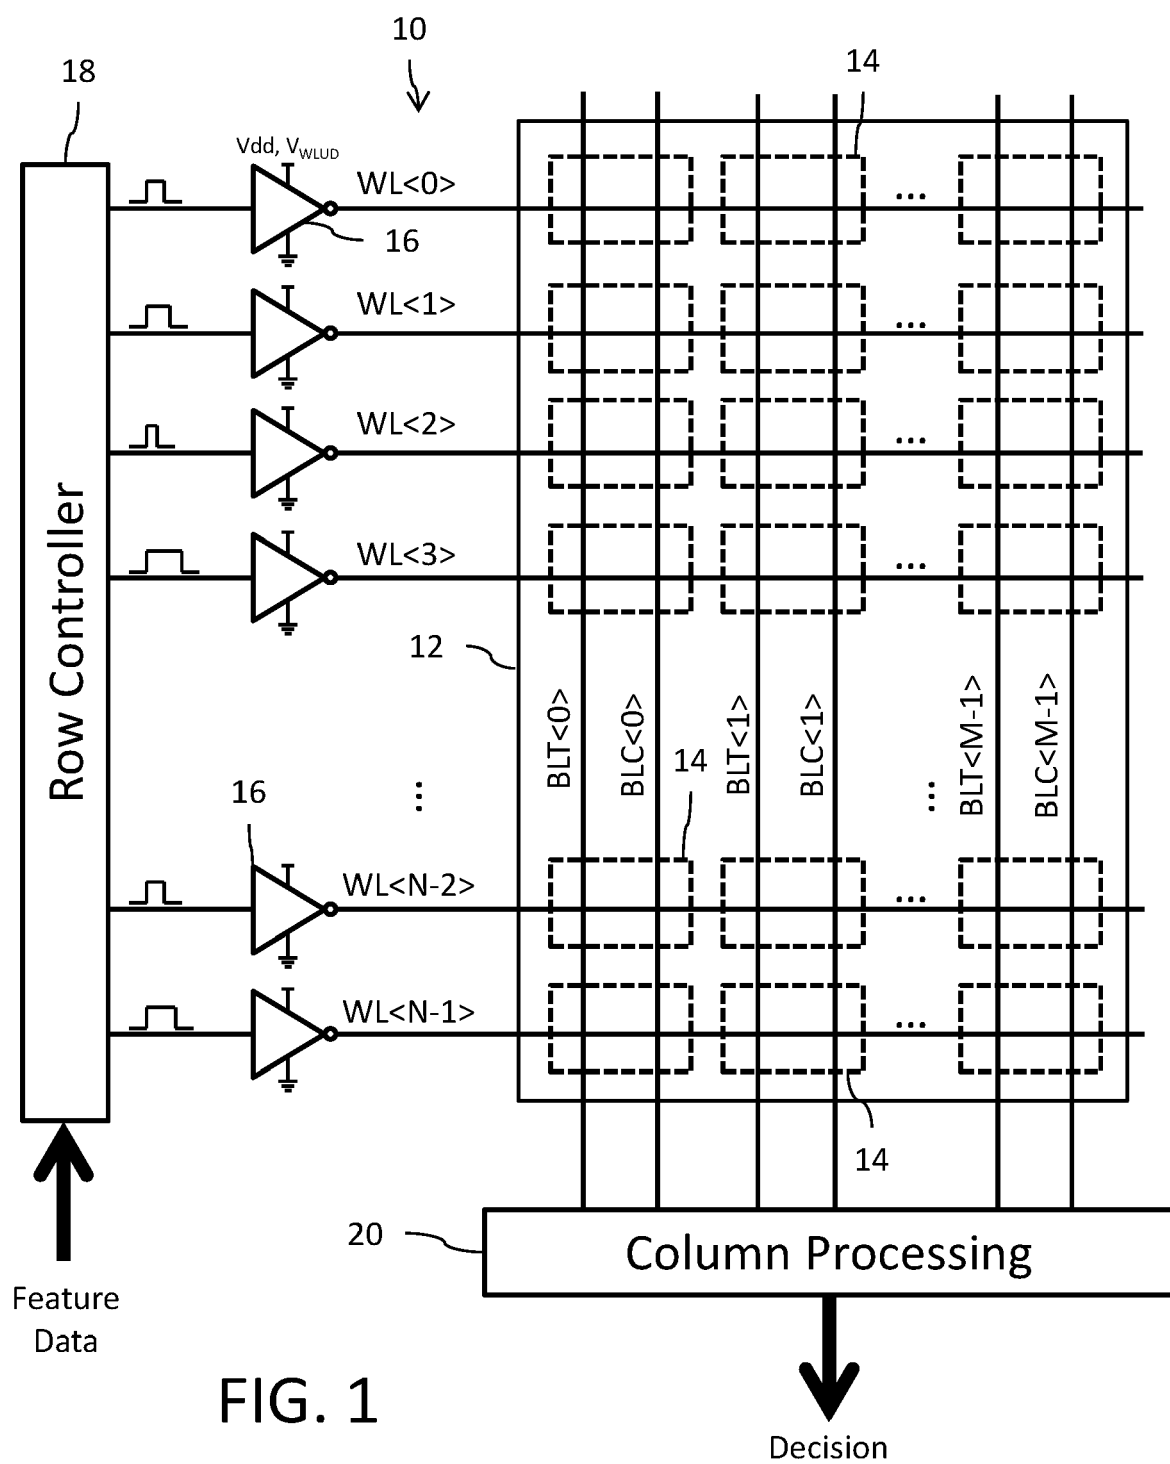 10
18
14
Vdd, VWLUD
WL<0>
...
16
WL<1>
...
WL<2>
...
WL<3>
...
Row Controller
12
BLT<0>
BLC<0>
BLT<1>
BLC<1>
BLT<M-1>
BLC<M-1>
14
16
...
...
WL<N-2>
...
WL<N-1>
...
14
20
Column Processing
Feature
Data
FIG. 1
Decision